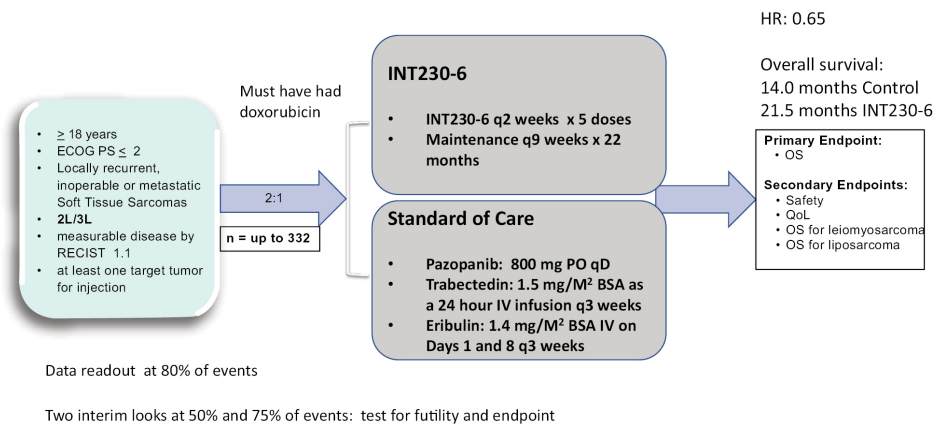 HR: 0.65
Overall survival:
14.0 months Control
21.5 months INT230-6
Must have had
doxorubicin
• ≥ 18 years
• ECOG PS ≤ 2
• Locally recurrent,
inoperable or metastatic
Soft Tissue Sarcomas
• 2L/3L
• measurable disease by
RECIST 1.1
• at least one target tumor
for injection
2:1
n = up to 332
INT230-6
• INT230-6 q2 weeks x 5 doses
• Maintenance q9 weeks x 22
months
Standard of Care
• Pazopanib: 800 mg PO qD
• Trabectedin: 1.5 mg/M² BSA as
a 24 hour IV infusion q3 weeks
• Eribulin: 1.4 mg/M² BSA IV on
Days 1 and 8 q3 weeks
Primary Endpoint:
• OS
Secondary Endpoints:
• Safety
• QoL
• OS for leiomyosarcoma
• OS for liposarcoma
Data readout at 80% of events
Two interim looks at 50% and 75% of events: test for futility and endpoint